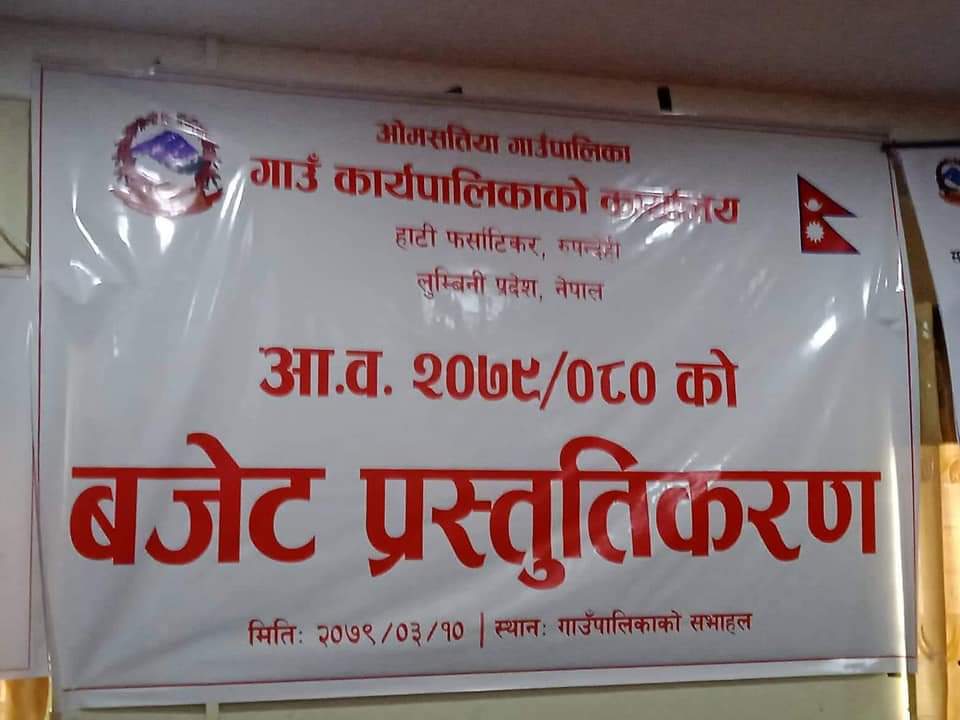 ओमसतिया गाउँपालिका
गाउँ कार्यपालिकाको कार्यालय
हाटी फर्साटिकर, रुपन्देही
लुम्बिनी प्रदेश, नेपाल
आ.व. २०७९/०८० को
बजेट प्रस्तुतिकरण
मिति: २०७९/०३/१० | स्थान: गाउँपालिकाको सभाहल